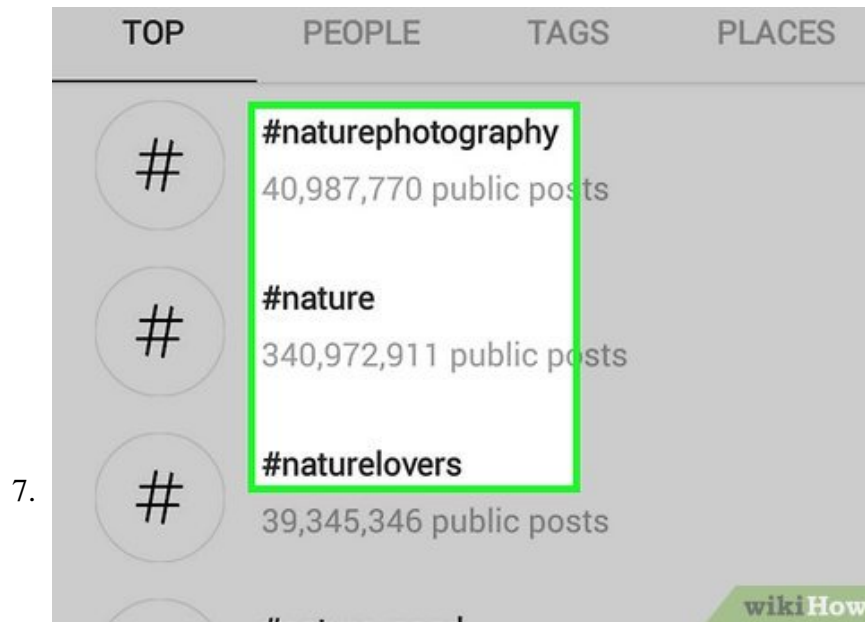 TOP PEOPLE TAGS PLACES
#naturephotography
40,987,770 public posts
#nature
340,972,911 public posts
#naturelovers
7.
39,345,346 public posts
wikiHow